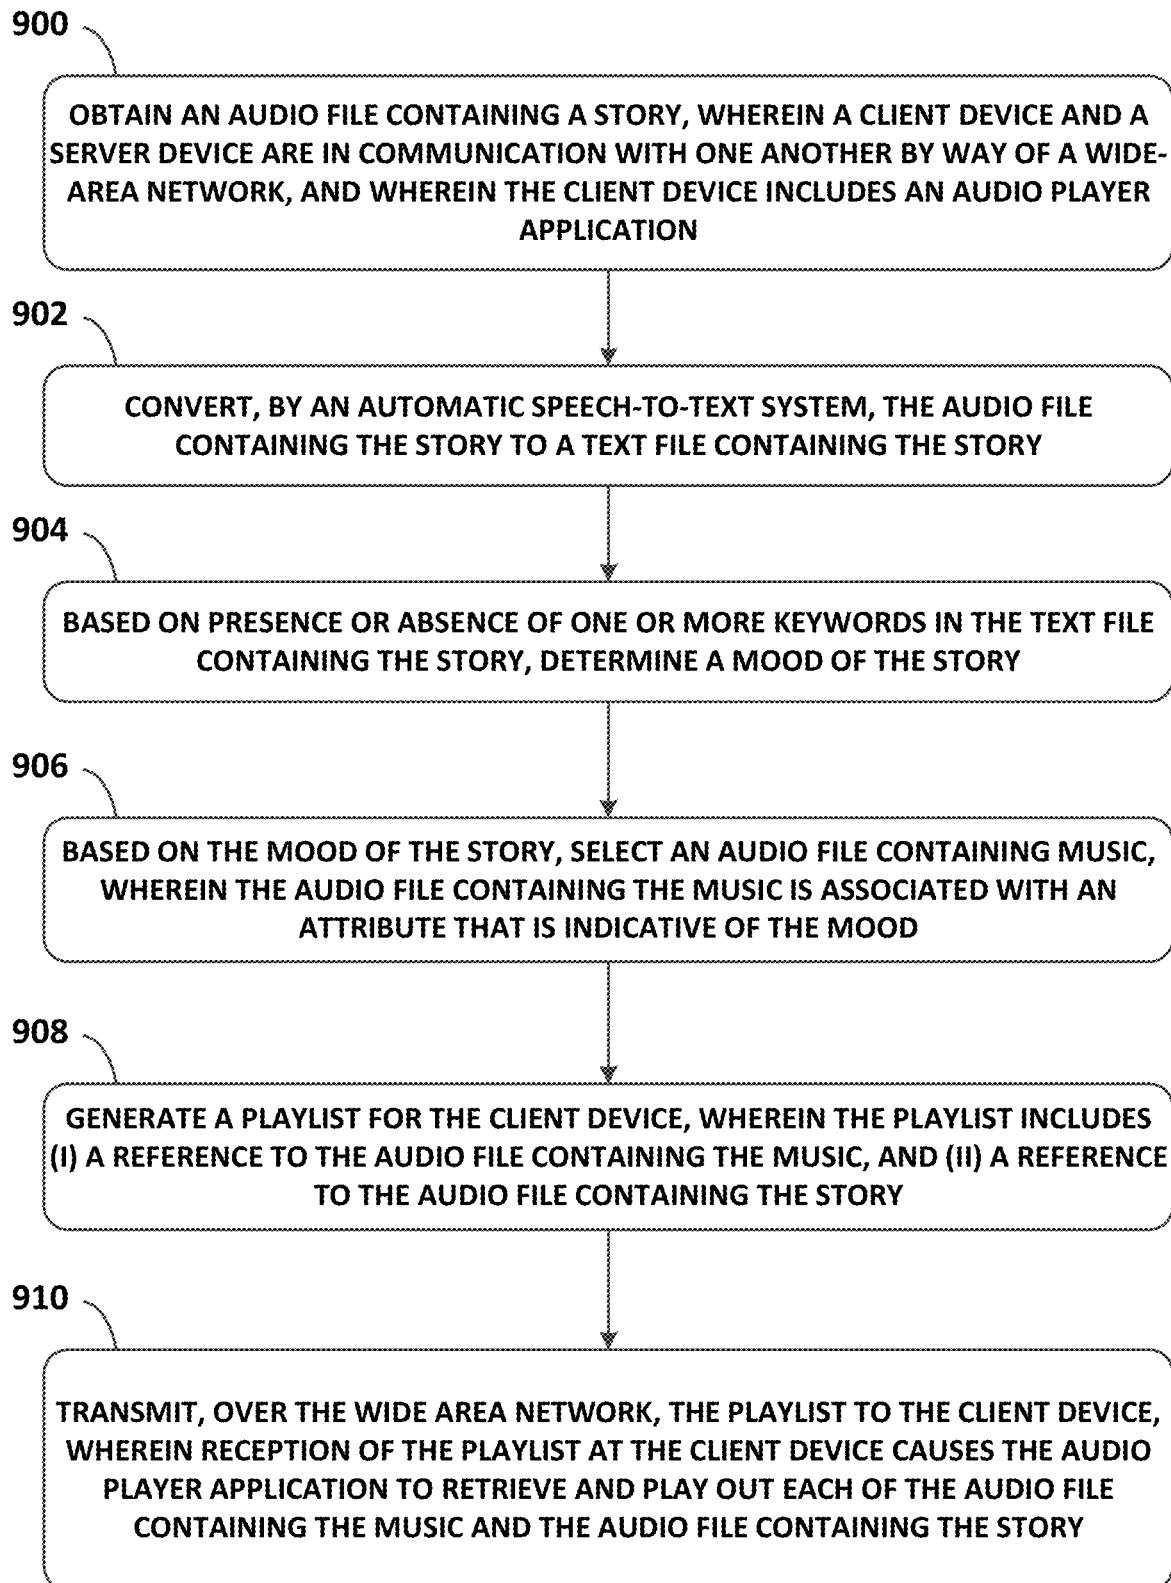 900
OBTAIN AN AUDIO FILE CONTAINING A STORY, WHEREIN A CLIENT DEVICE AND A
SERVER DEVICE ARE IN COMMUNICATION WITH ONE ANOTHER BY WAY OF A WIDE-
AREA NETWORK, AND WHEREIN THE CLIENT DEVICE INCLUDES AN AUDIO PLAYER
APPLICATION
902
CONVERT, BY AN AUTOMATIC SPEECH-TO-TEXT SYSTEM, THE AUDIO FILE
CONTAINING THE STORY TO A TEXT FILE CONTAINING THE STORY
904
BASED ON PRESENCE OR ABSENCE OF ONE OR MORE KEYWORDS IN THE TEXT FILE
CONTAINING THE STORY, DETERMINE A MOOD OF THE STORY
906
BASED ON THE MOOD OF THE STORY, SELECT AN AUDIO FILE CONTAINING MUSIC,
WHEREIN THE AUDIO FILE CONTAINING THE MUSIC IS ASSOCIATED WITH AN
ATTRIBUTE THAT IS INDICATIVE OF THE MOOD
908
GENERATE A PLAYLIST FOR THE CLIENT DEVICE, WHEREIN THE PLAYLIST INCLUDES
(I) A REFERENCE TO THE AUDIO FILE CONTAINING THE MUSIC, AND (II) A REFERENCE
TO THE AUDIO FILE CONTAINING THE STORY
910
TRANSMIT, OVER THE WIDE AREA NETWORK, THE PLAYLIST TO THE CLIENT DEVICE,
WHEREIN RECEPTION OF THE PLAYLIST AT THE CLIENT DEVICE CAUSES THE AUDIO
PLAYER APPLICATION TO RETRIEVE AND PLAY OUT EACH OF THE AUDIO FILE
CONTAINING THE MUSIC AND THE AUDIO FILE CONTAINING THE STORY